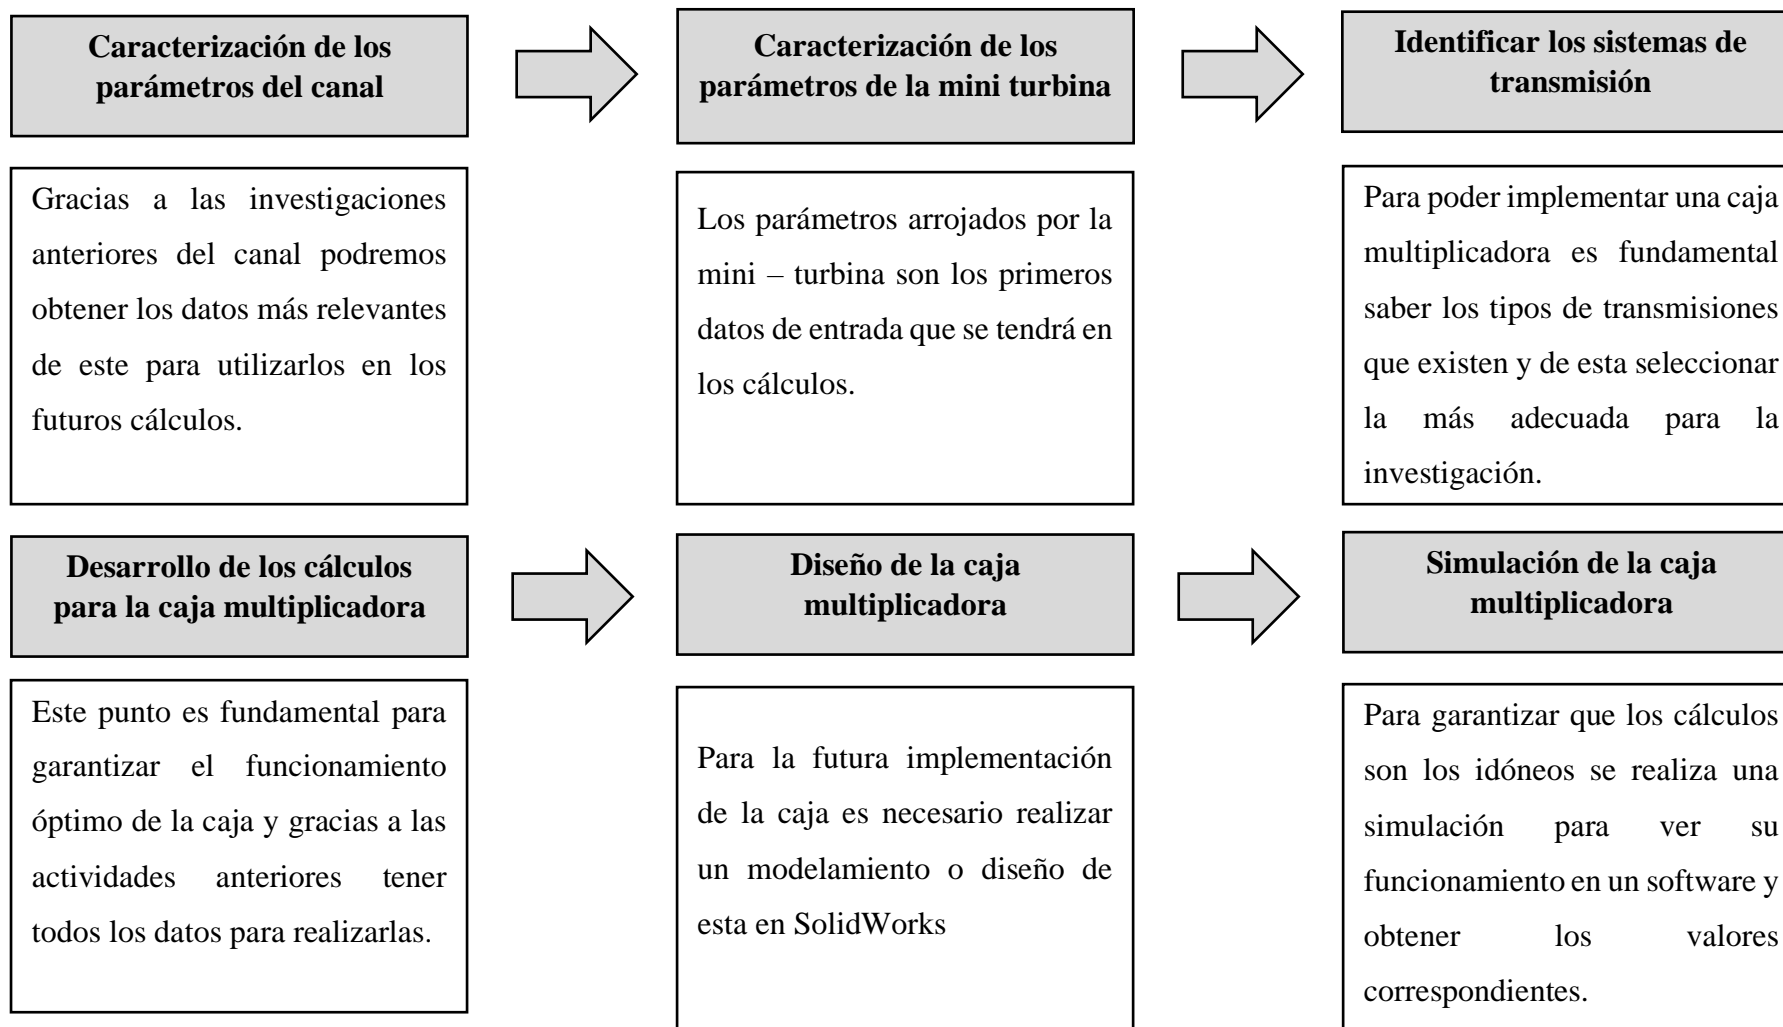 Caracterización de los
parámetros del canal
Caracterización de los
parámetros de la mini turbina
Identificar los sistemas de
transmisión
Gracias a las investigaciones
anteriores del canal podremos
obtener los datos más relevantes
de este para utilizarlos en los
futuros cálculos.
Los parámetros arrojados por la
mini – turbina son los primeros
datos de entrada que se tendrá en
los cálculos.
Para poder implementar una caja
multiplicadora es fundamental
saber los tipos de transmisiones
que existen y de esta seleccionar
la más adecuada para la
investigación.
Desarrollo de los cálculos
para la caja multiplicadora
Diseño de la caja
multiplicadora
Simulación de la caja
multiplicadora
Este punto es fundamental para
garantizar el funcionamiento
óptimo de la caja y gracias a las
actividades anteriores tener
todos los datos para realizarlas.
Para la futura implementación
de la caja es necesario realizar
un modelamiento o diseño de
esta en SolidWorks
Para garantizar que los cálculos
son los idóneos se realiza una
simulación para ver su
funcionamiento en un software y
obtener los valores
correspondientes.